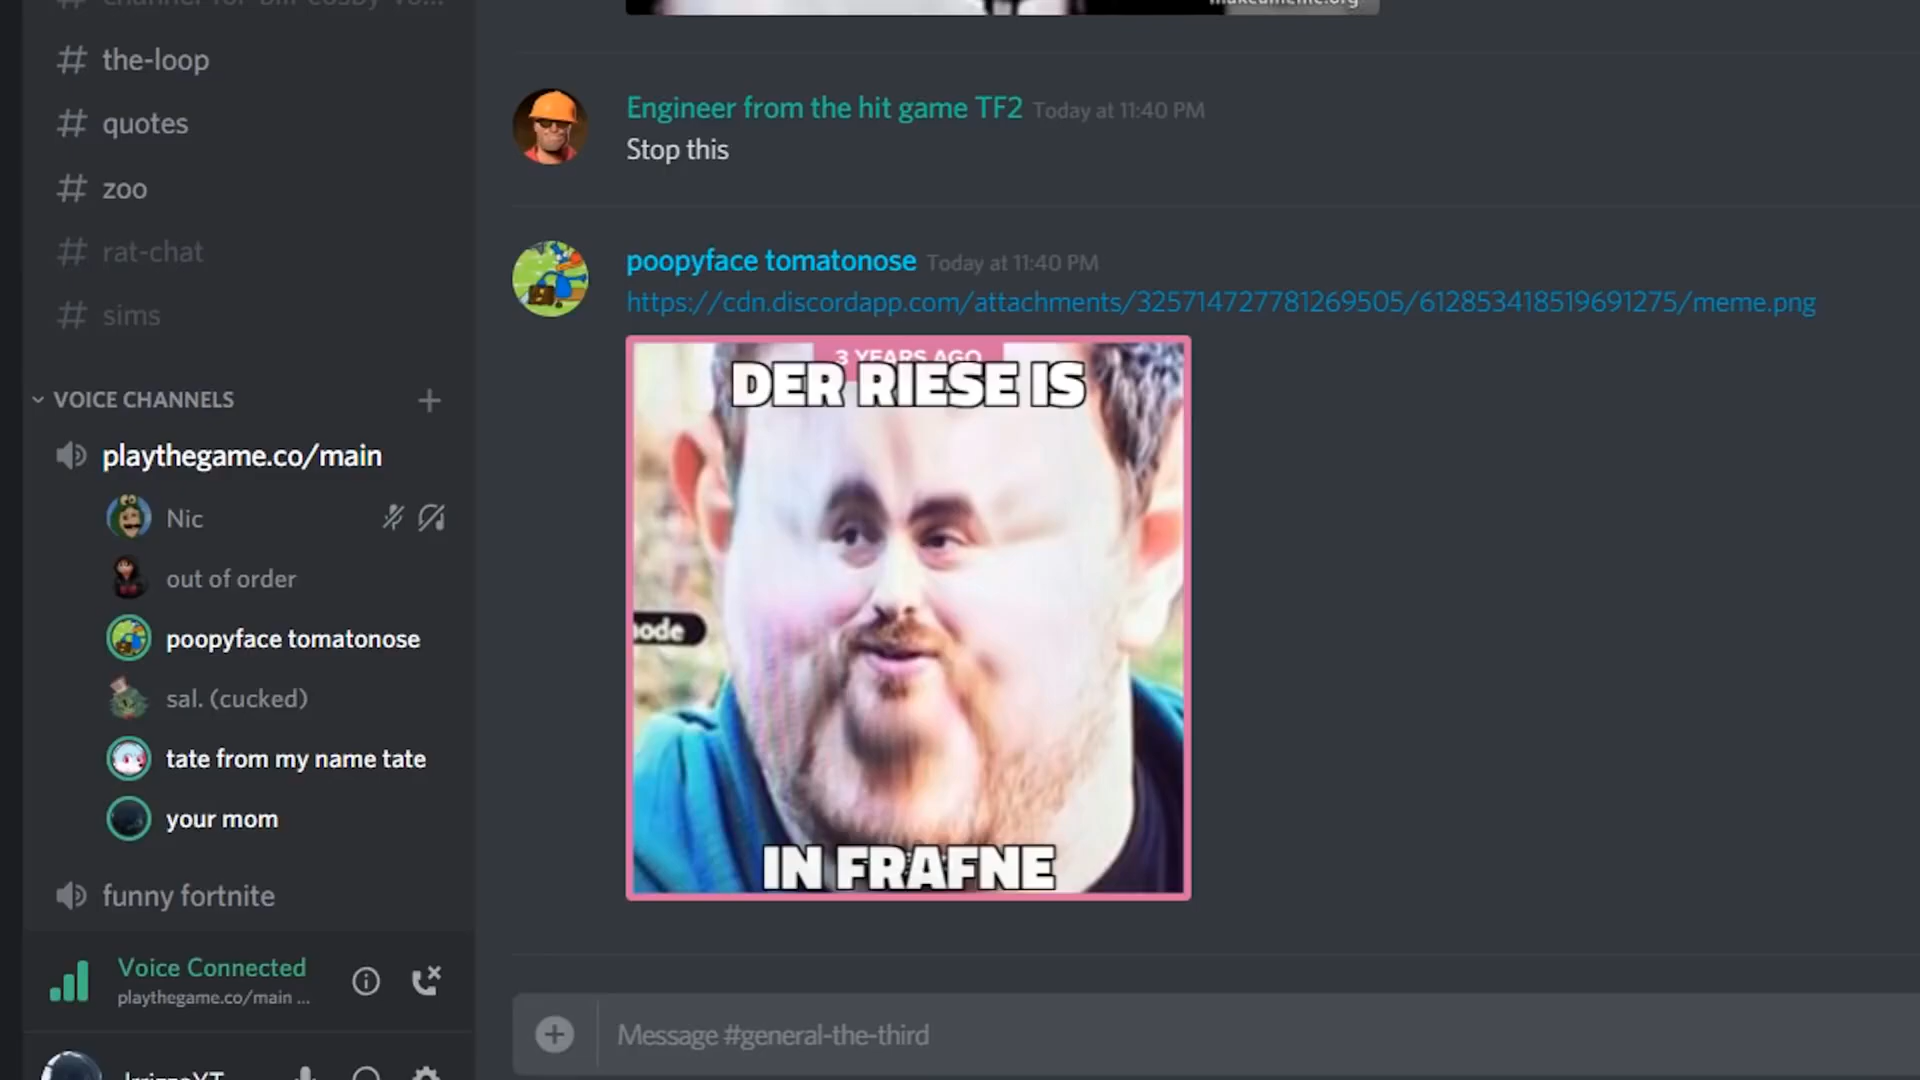 the-loop
quotes
zoo
rat-chat
sims
VOICE CHANNELS
playthegame.co/main
Nic
out of order
poopyface tomatonose
sal. (cucked)
tate from my name tate
your mom
funny fortnite
Voice Connected
playthegame.co/main ...
makeameme.org
Engineer from the hit game TF2 Today at 11:40 PM
Stop this
poopyface tomatonose Today at 11:40 PM
https://cdn.discordapp.com/attachments/325714727781269505/612853418519691275/meme.png
3 YEARS AGO
DER RIESE IS
node
IN FRAFNE
Message #general-the-third